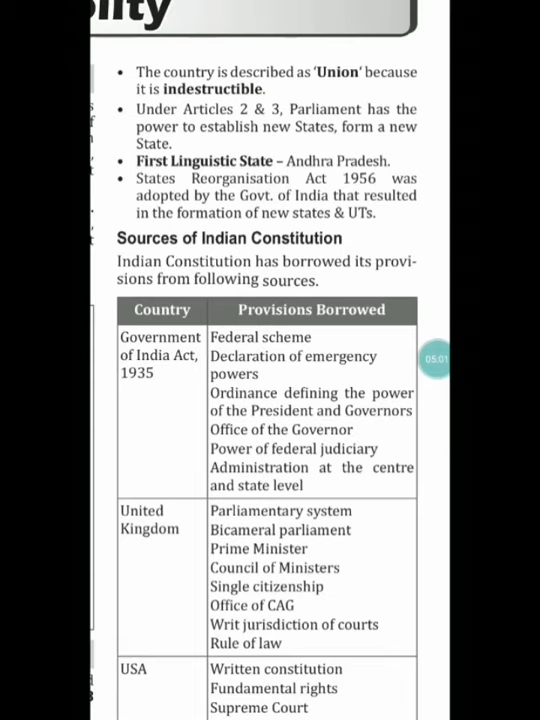 olity
• The country is described as 'Union' because
it is indestructible.
• Under Articles 2 & 3, Parliament has the
power to establish new States, form a new
State.
• First Linguistic State – Andhra Pradesh.
• States Reorganisation Act 1956 was
adopted by the Govt. of India that resulted
in the formation of new states & UTs.
Sources of Indian Constitution
Indian Constitution has borrowed its provi-
sions from following sources.
Country Provisions Borrowed
Government Federal scheme
of India Act, Declaration of emergency
1935 powers
Ordinance defining the power
of the President and Governors
Office of the Governor
Power of federal judiciary
Administration at the centre
and state level
United Parliamentary system
Kingdom Bicameral parliament
Prime Minister
Council of Ministers
Single citizenship
Office of CAG
Writ jurisdiction of courts
Rule of law
USA Written constitution
Fundamental rights
Supreme Court
05:01